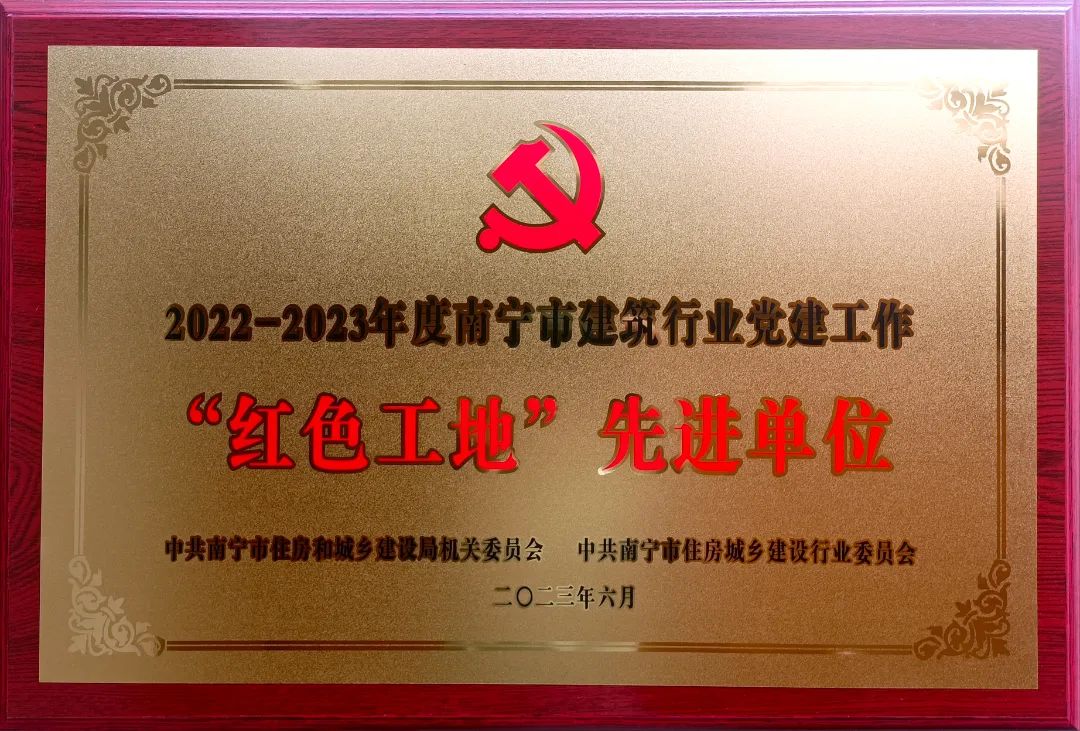 2022-2023年度南宁市建筑行业党建工作
“红色工地”先进单位
中共南宁市住房和城乡建设局机关委员会 中共南宁市住房城乡建设行业委员会
二〇二三年六月